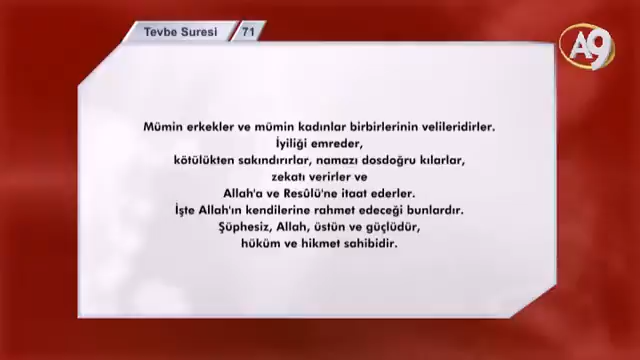 Tevbe Suresi 71
A9
Mümin erkekler ve mümin kadınlar birbirlerinin velileridirler.
İyiliği emreder,
kötülükten sakındırırlar, namazı dosdoğru kılarlar,
zekatı verirler ve
Allah'a ve Resûlü'ne itaat ederler.
İşte Allah'ın kendilerine rahmet edeceği bunlardır.
Şüphesiz, Allah, üstün ve güçlüdür,
hüküm ve hikmet sahibidir.